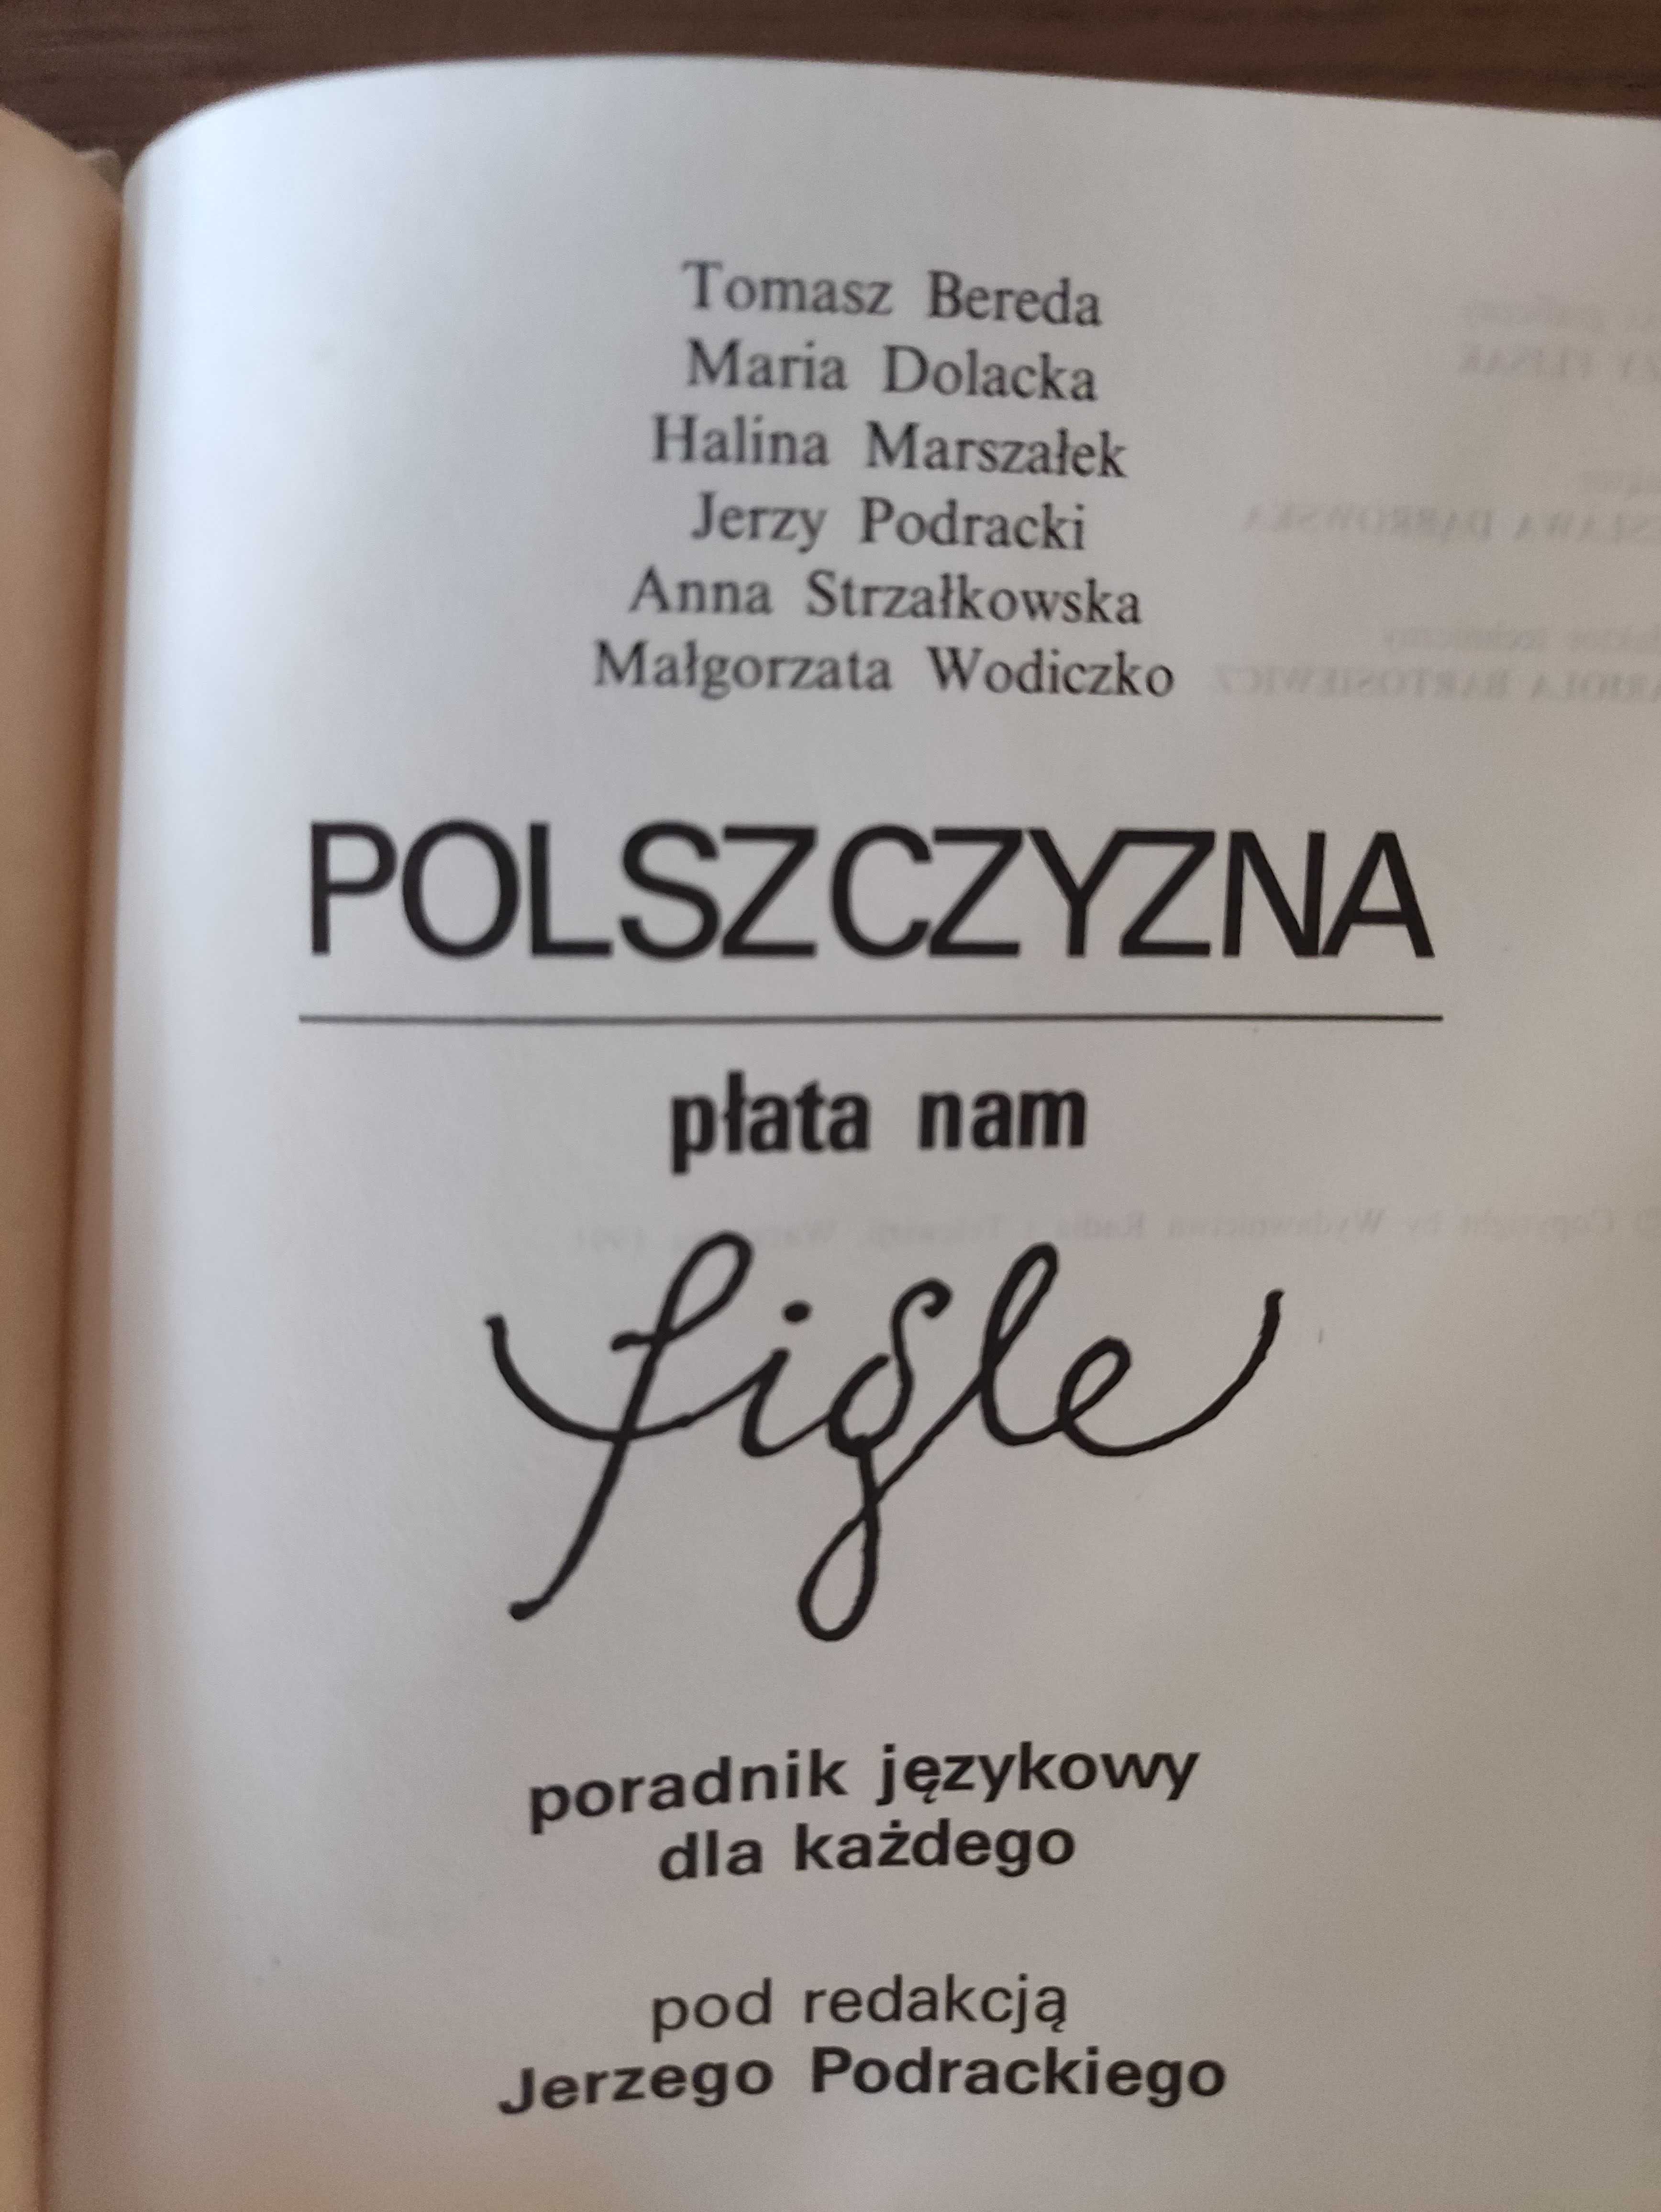 Tomasz Bereda
Maria Dolacka
Halina Marszałek
Jerzy Podracki
Anna Strzałkowska
Małgorzata Wodiczko
POLSZCZYZNA
płata nam
figle
poradnik językowy
dla każdego
pod redakcją
Jerzego Podrackiego